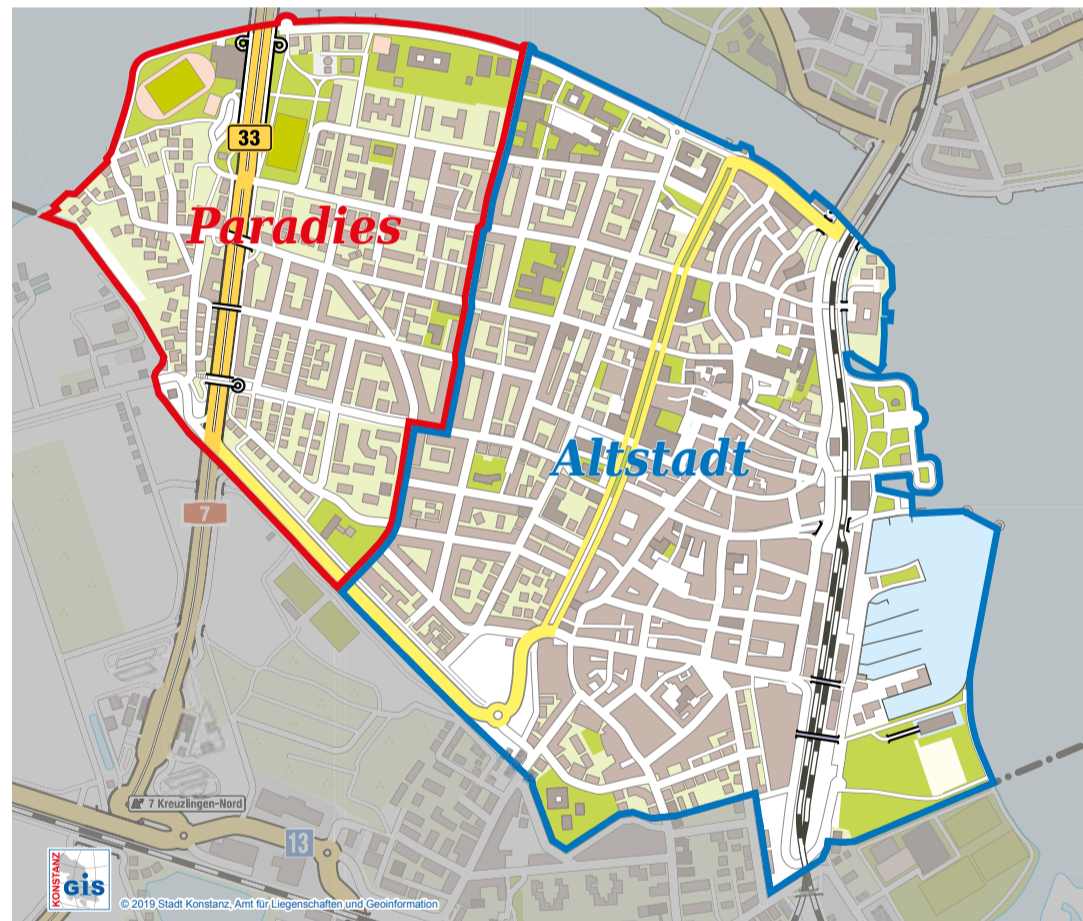 33
Paradies
Altstadt
7
7 Kreuzlingen-Nord
13
KONSTANZ
GiS
© 2019 Stadt Konstanz, Amt für Liegenschaften und Geoinformation